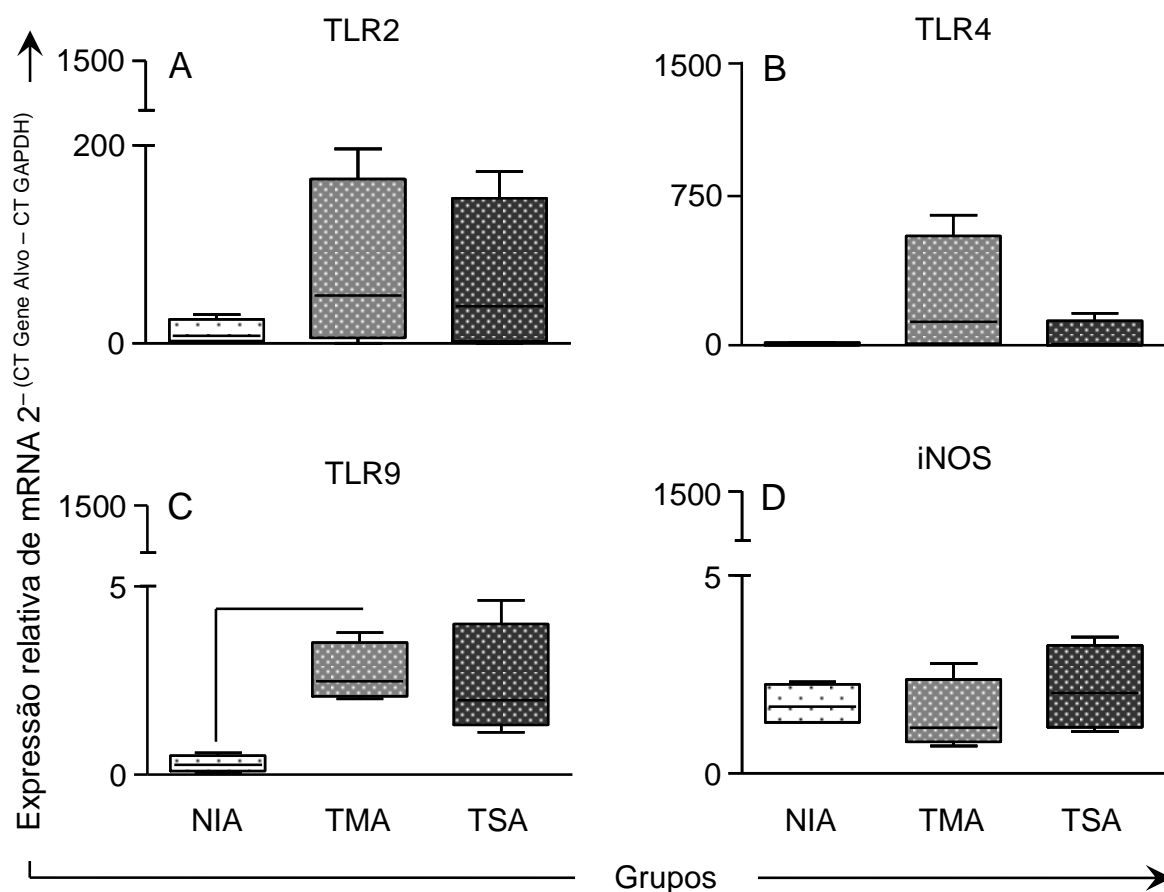 TLR2
TLR4
1500
A
200
0
1500
B
750
0
TLR9
iNOS
1500
C
5
0
1500
D
5
0
NIA
TMA
TSA
NIA
TMA
TSA
Expressão relativa de mRNA 2– (CT Gene Alvo – CT GAPDH)
Grupos